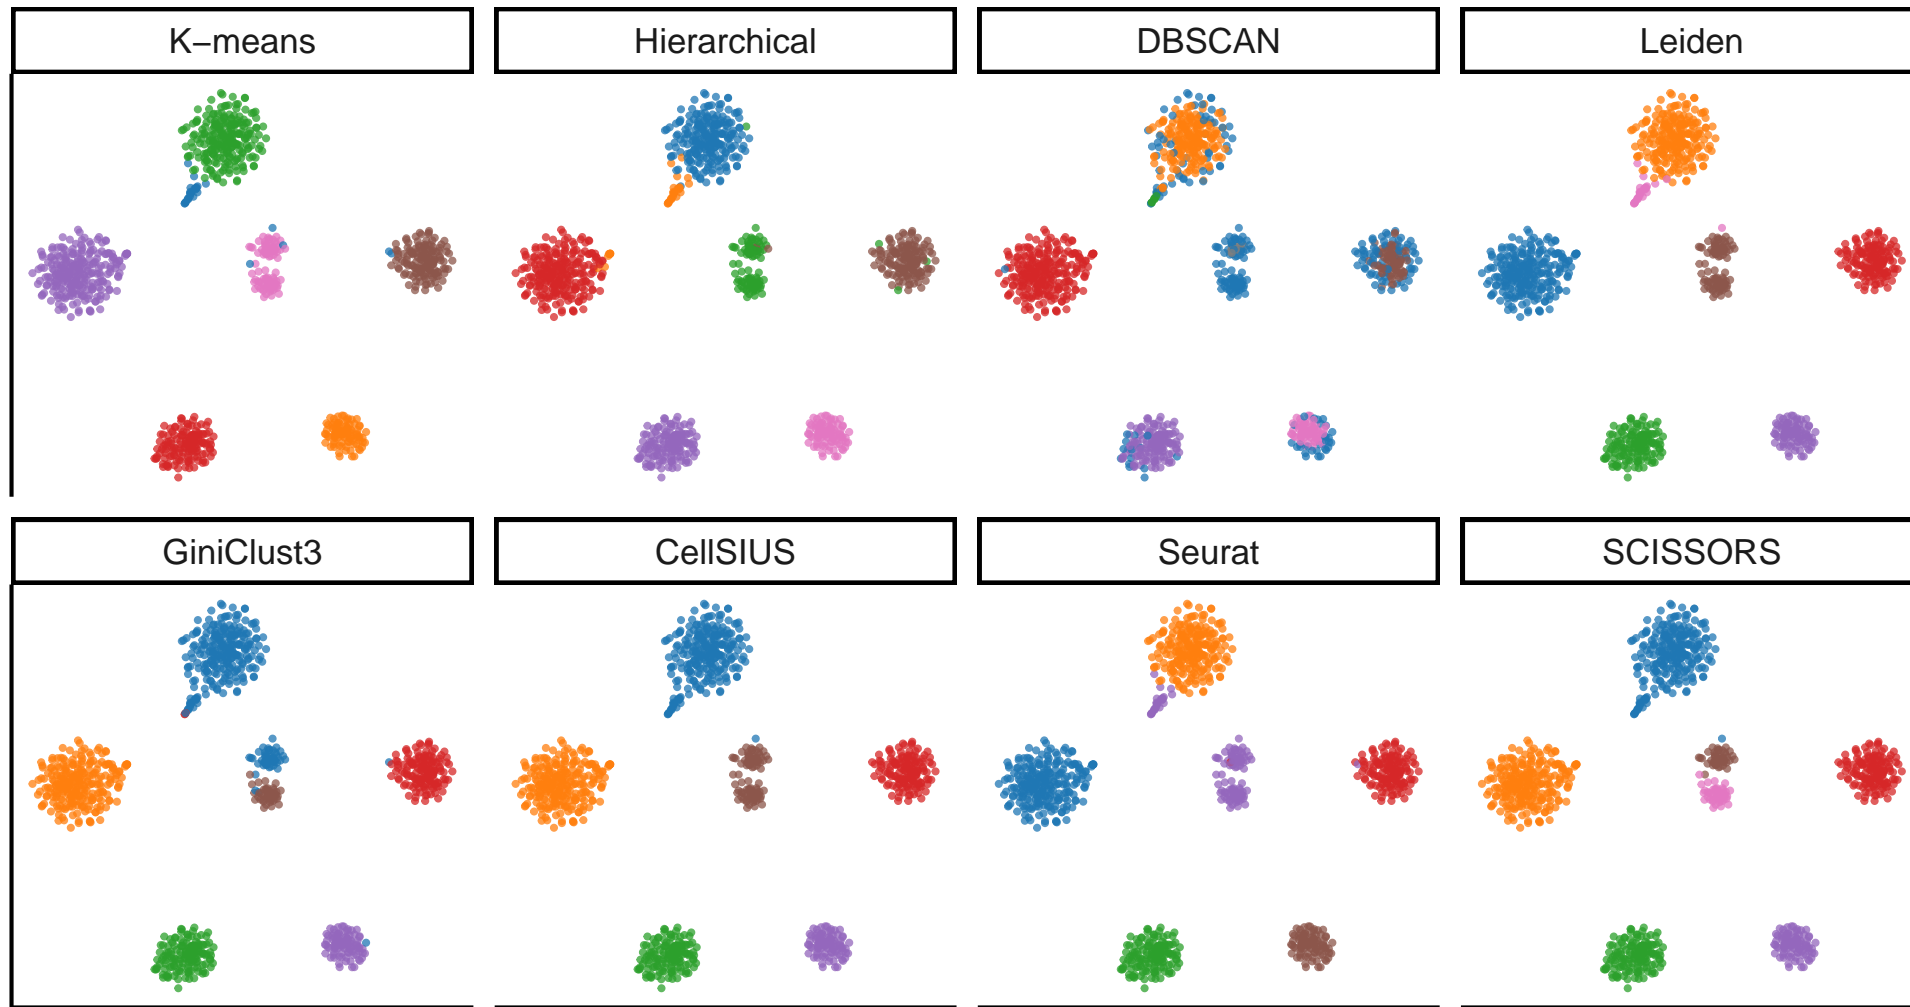 K−means
Hierarchical
DBSCAN
Leiden
GiniClust3
CellSIUS
Seurat
SCISSORS